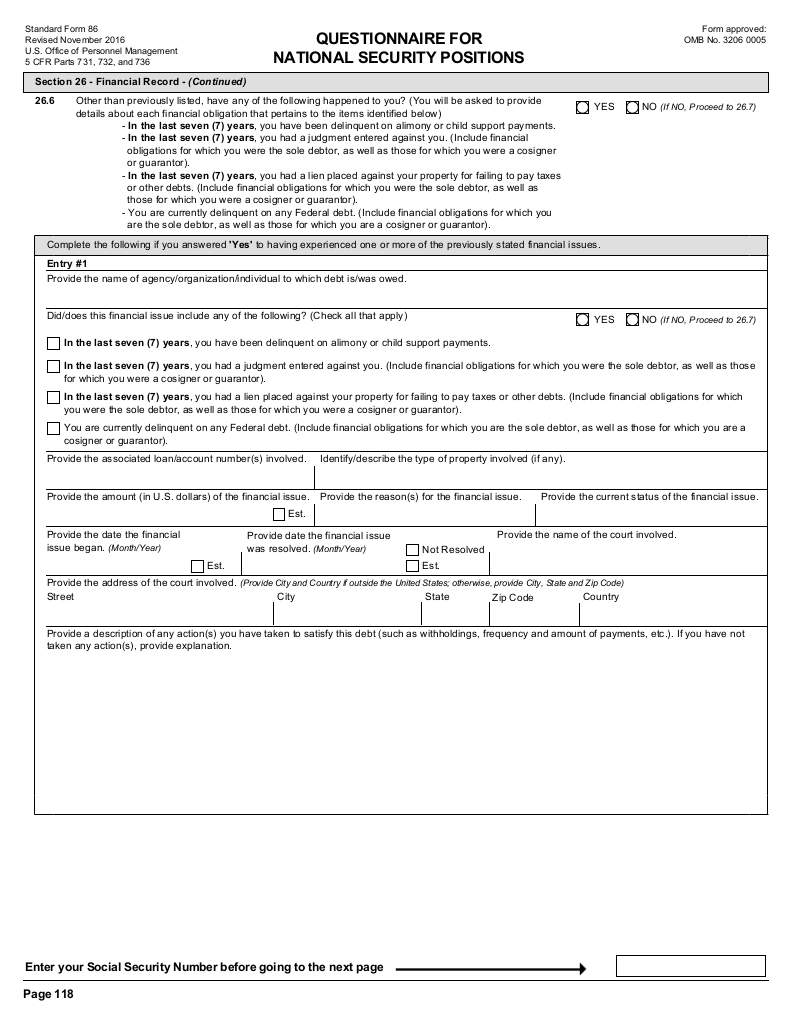 Standard Form 86
Revised November 2016
U.S. Office of Personnel Management
5 CFR Parts 731, 732, and 736
QUESTIONNAIRE FOR
NATIONAL SECURITY POSITIONS
Form approved:
OMB No. 3206 0005
Section 26 - Financial Record - (Continued)
26.6 Other than previously listed, have any of the following happened to you? (You will be asked to provide
details about each financial obligation that pertains to the items identified below)
YES NO (If NO, Proceed to 26.7)
- In the last seven (7) years, you have been delinquent on alimony or child support payments.
- In the last seven (7) years, you had a judgment entered against you. (Include financial
obligations for which you were the sole debtor, as well as those for which you were a cosigner
or guarantor).
- In the last seven (7) years, you had a lien placed against your property for failing to pay taxes
or other debts. (Include financial obligations for which you were the sole debtor, as well as
those for which you were a cosigner or guarantor).
- You are currently delinquent on any Federal debt. (Include financial obligations for which you
are the sole debtor, as well as those for which you are a cosigner or guarantor).
Complete the following if you answered 'Yes' to having experienced one or more of the previously stated financial issues.
Entry #1
Provide the name of agency/organization/individual to which debt is/was owed.
Did/does this financial issue include any of the following? (Check all that apply)
YES NO (If NO, Proceed to 26.7)
In the last seven (7) years, you have been delinquent on alimony or child support payments.
In the last seven (7) years, you had a judgment entered against you. (Include financial obligations for which you were the sole debtor, as well as those
for which you were a cosigner or guarantor).
In the last seven (7) years, you had a lien placed against your property for failing to pay taxes or other debts. (Include financial obligations for which
you were the sole debtor, as well as those for which you were a cosigner or guarantor).
You are currently delinquent on any Federal debt. (Include financial obligations for which you are the sole debtor, as well as those for which you are a
cosigner or guarantor).
Provide the associated loan/account number(s) involved.
Identify/describe the type of property involved (if any).
Provide the amount (in U.S. dollars) of the financial issue.
Est.
Provide the reason(s) for the financial issue.
Provide the current status of the financial issue.
Provide the date the financial
issue began. (Month/Year)
Est.
Provide date the financial issue
was resolved. (Month/Year)
Not Resolved
Est.
Provide the name of the court involved.
Provide the address of the court involved. (Provide City and Country if outside the United States; otherwise, provide City, State and Zip Code)
Street City State Zip Code Country
Provide a description of any action(s) you have taken to satisfy this debt (such as withholdings, frequency and amount of payments, etc.). If you have not
taken any action(s), provide explanation.
Enter your Social Security Number before going to the next page
Page 118